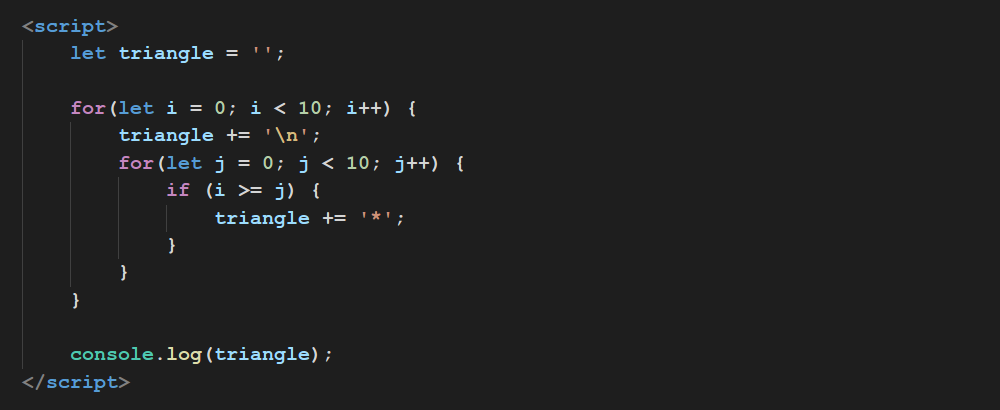 <script>
    let triangle = '';

    for(let i = 0; i < 10; i++) {
        triangle += '\n';
        for(let j = 0; j < 10; j++) {
            if (i >= j) {
                triangle += '*';
            }
        }
    }

    console.log(triangle);
</script>